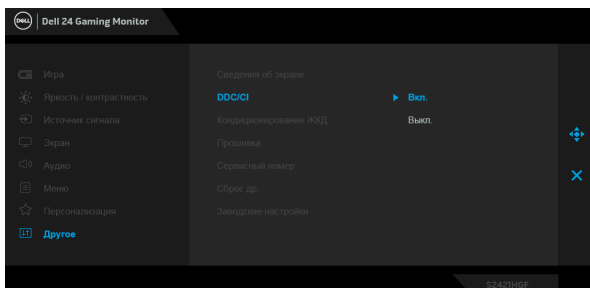 DELL
Dell 24 Gaming Monitor
Игра
Яркость / контрастность
Источник сигнала
Экран
Аудио
Меню
Персонализация
Другое
Сведения об экране
DDC/CI
Вкл.
Кондиционирование ЖКД
Выкл.
Прошивка
Сервисный номер
Сброс др.
Заводские настройки
S2421HGF